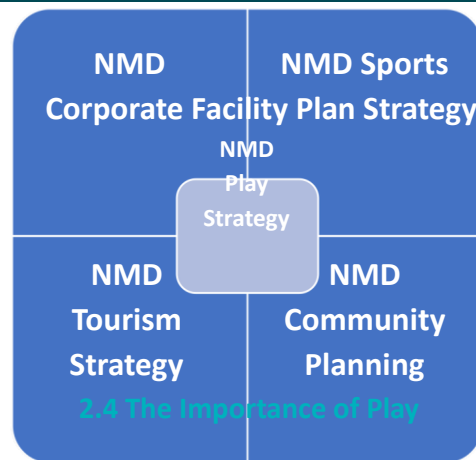 NMD NMD Sports
Corporate Facility Plan Strategy
NMD
Play
Strategy
NMD NMD
Tourism Community
Strategy Planning
2.4 The Importance of Play